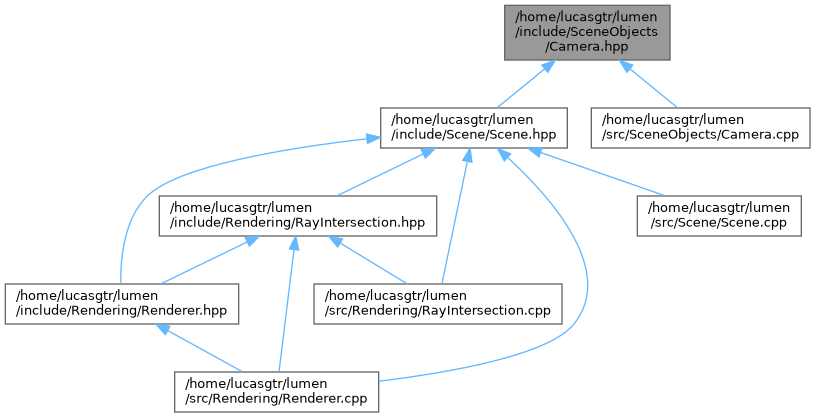 /home/lucasgtr/lumen
/include/SceneObjects
/Camera.hpp
/home/lucasgtr/lumen
/include/Scene/Scene.hpp
/home/lucasgtr/lumen
/src/SceneObjects/Camera.cpp
/home/lucasgtr/lumen
/include/Rendering/RayIntersection.hpp
/home/lucasgtr/lumen
/src/Scene/Scene.cpp
/home/lucasgtr/lumen
/include/Rendering/Renderer.hpp
/home/lucasgtr/lumen
/src/Rendering/RayIntersection.cpp
/home/lucasgtr/lumen
/src/Rendering/Renderer.cpp